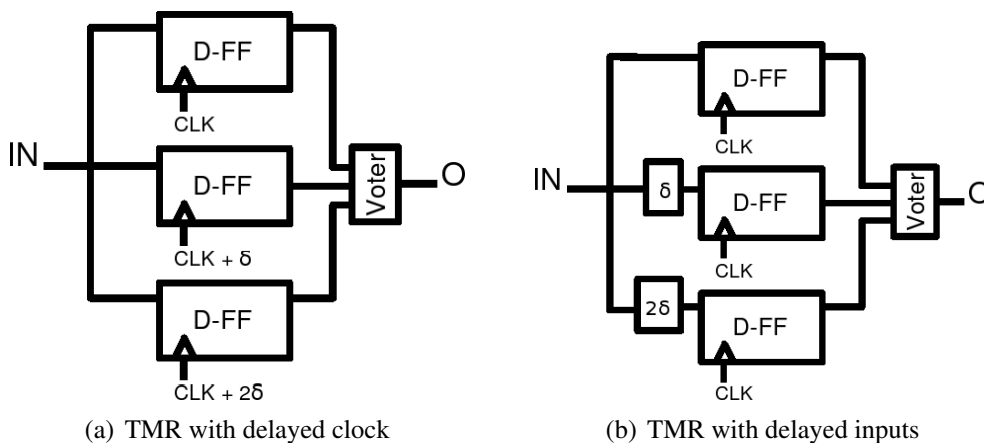 D-FF
CLK
IN
D-FF
CLK + δ
Voter
O
D-FF
CLK + 2δ
(a) TMR with delayed clock
D-FF
CLK
IN
δ
D-FF
CLK
Voter
O
2δ
D-FF
CLK
(b) TMR with delayed inputs